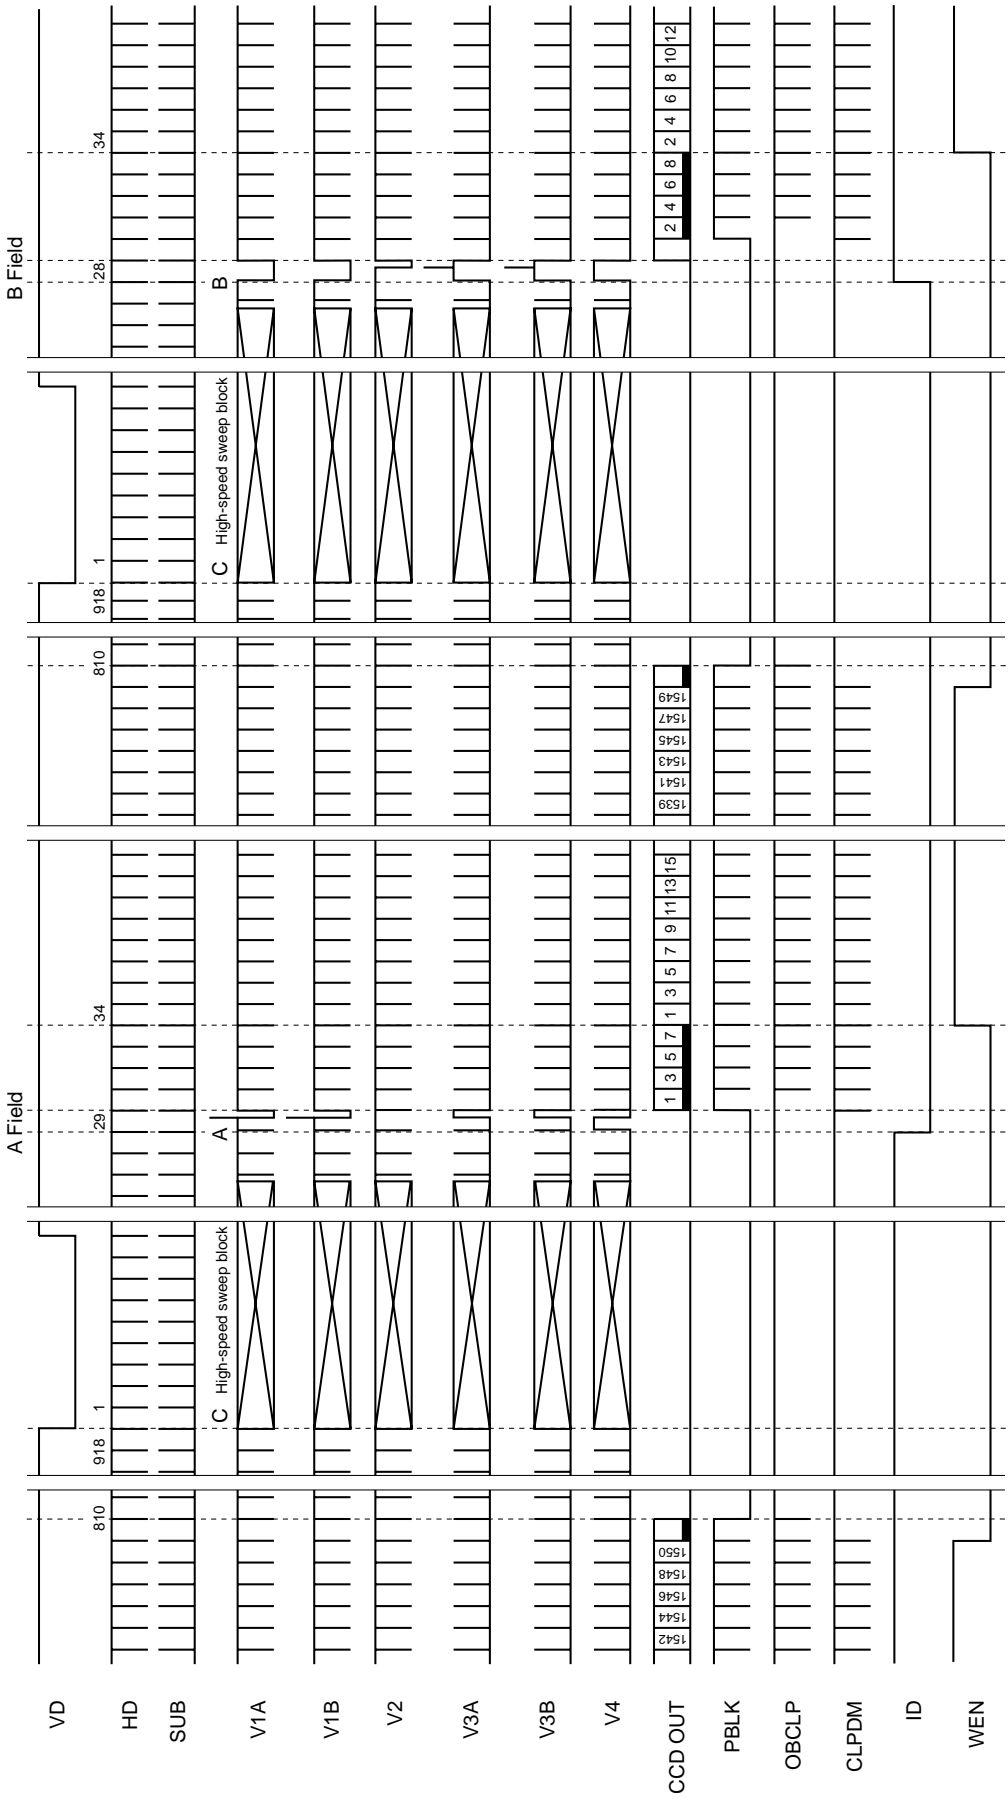 A Field
B Field
VD
HD
810
918
1
29
34
810
918
1
28
34
SUB
C High-speed sweep block
A
C High-speed sweep block
B
V1A
V1B
V2
V3A
V3B
V4
CCD OUT
1542 1544 1546 1548 1550
1 3 5 7 1 3 5 7 9 11 13 15
1539 1541 1543 1545 1547 1549
2 4 6 8 2 4 6 8 10 12
PBLK
OBCLP
CLPDM
ID
WEN